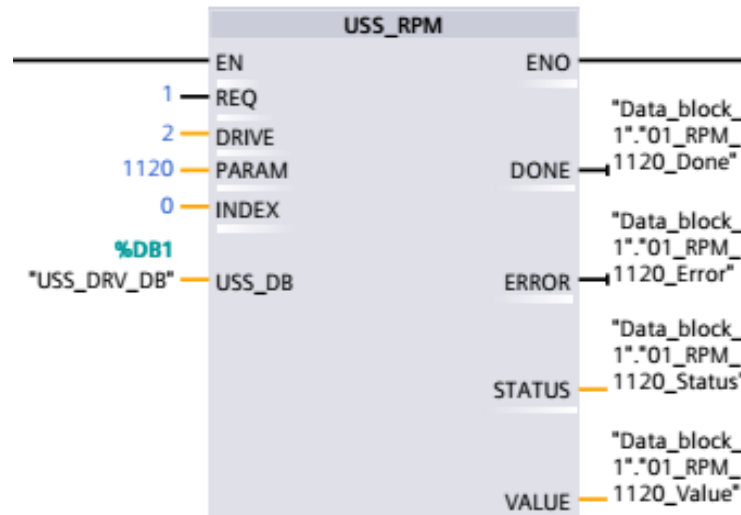 USS_RPM
EN
ENO
1
REQ
"Data_block_
1"."01_RPM_
1120_Done"
2
DRIVE
1120
PARAM
DONE
0
INDEX
"Data_block_
1"."01_RPM_
1120_Error"
%DB1
"USS_DRV_DB"
USS_DB
ERROR
"Data_block_
1"."01_RPM_
1120_Status"
STATUS
"Data_block_
1"."01_RPM_
1120_Value"
VALUE